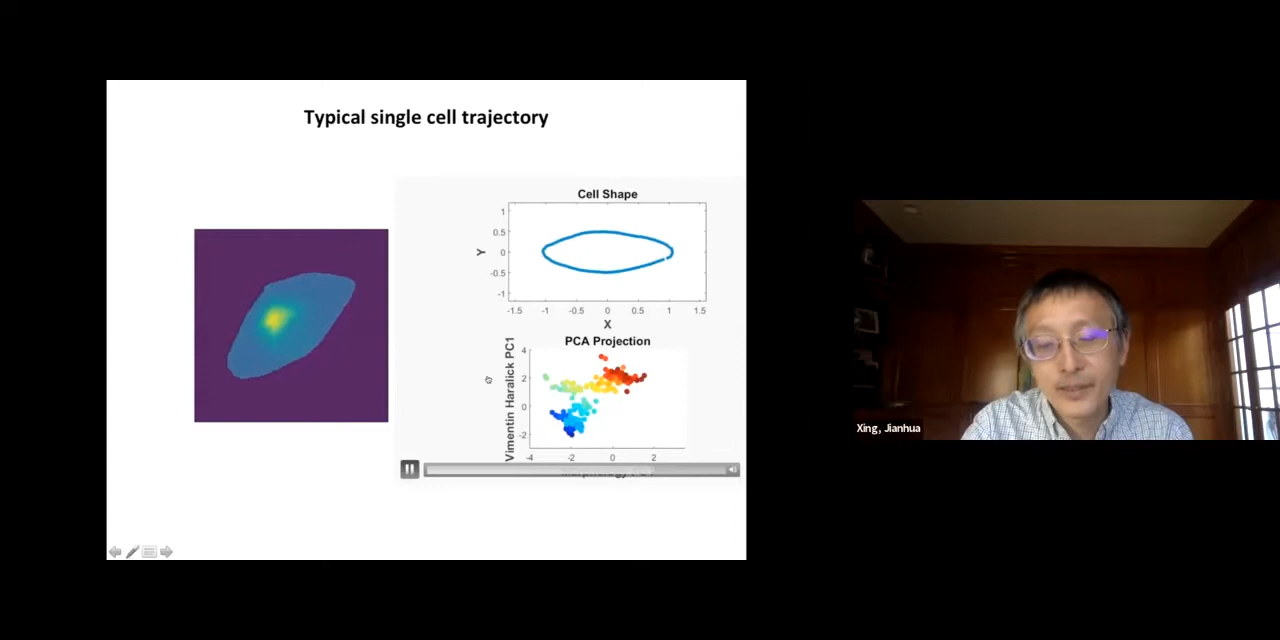 Typical single cell trajectory
Cell Shape
Y
1
0.5
0
-0.5
-1
-1.5 -1 -0.5 0 0.5 1 1.5
X
PCA Projection
Vimentin Haralick PC1
4
2
0
-2
-4 -2 0 2
Xing, Jianhua